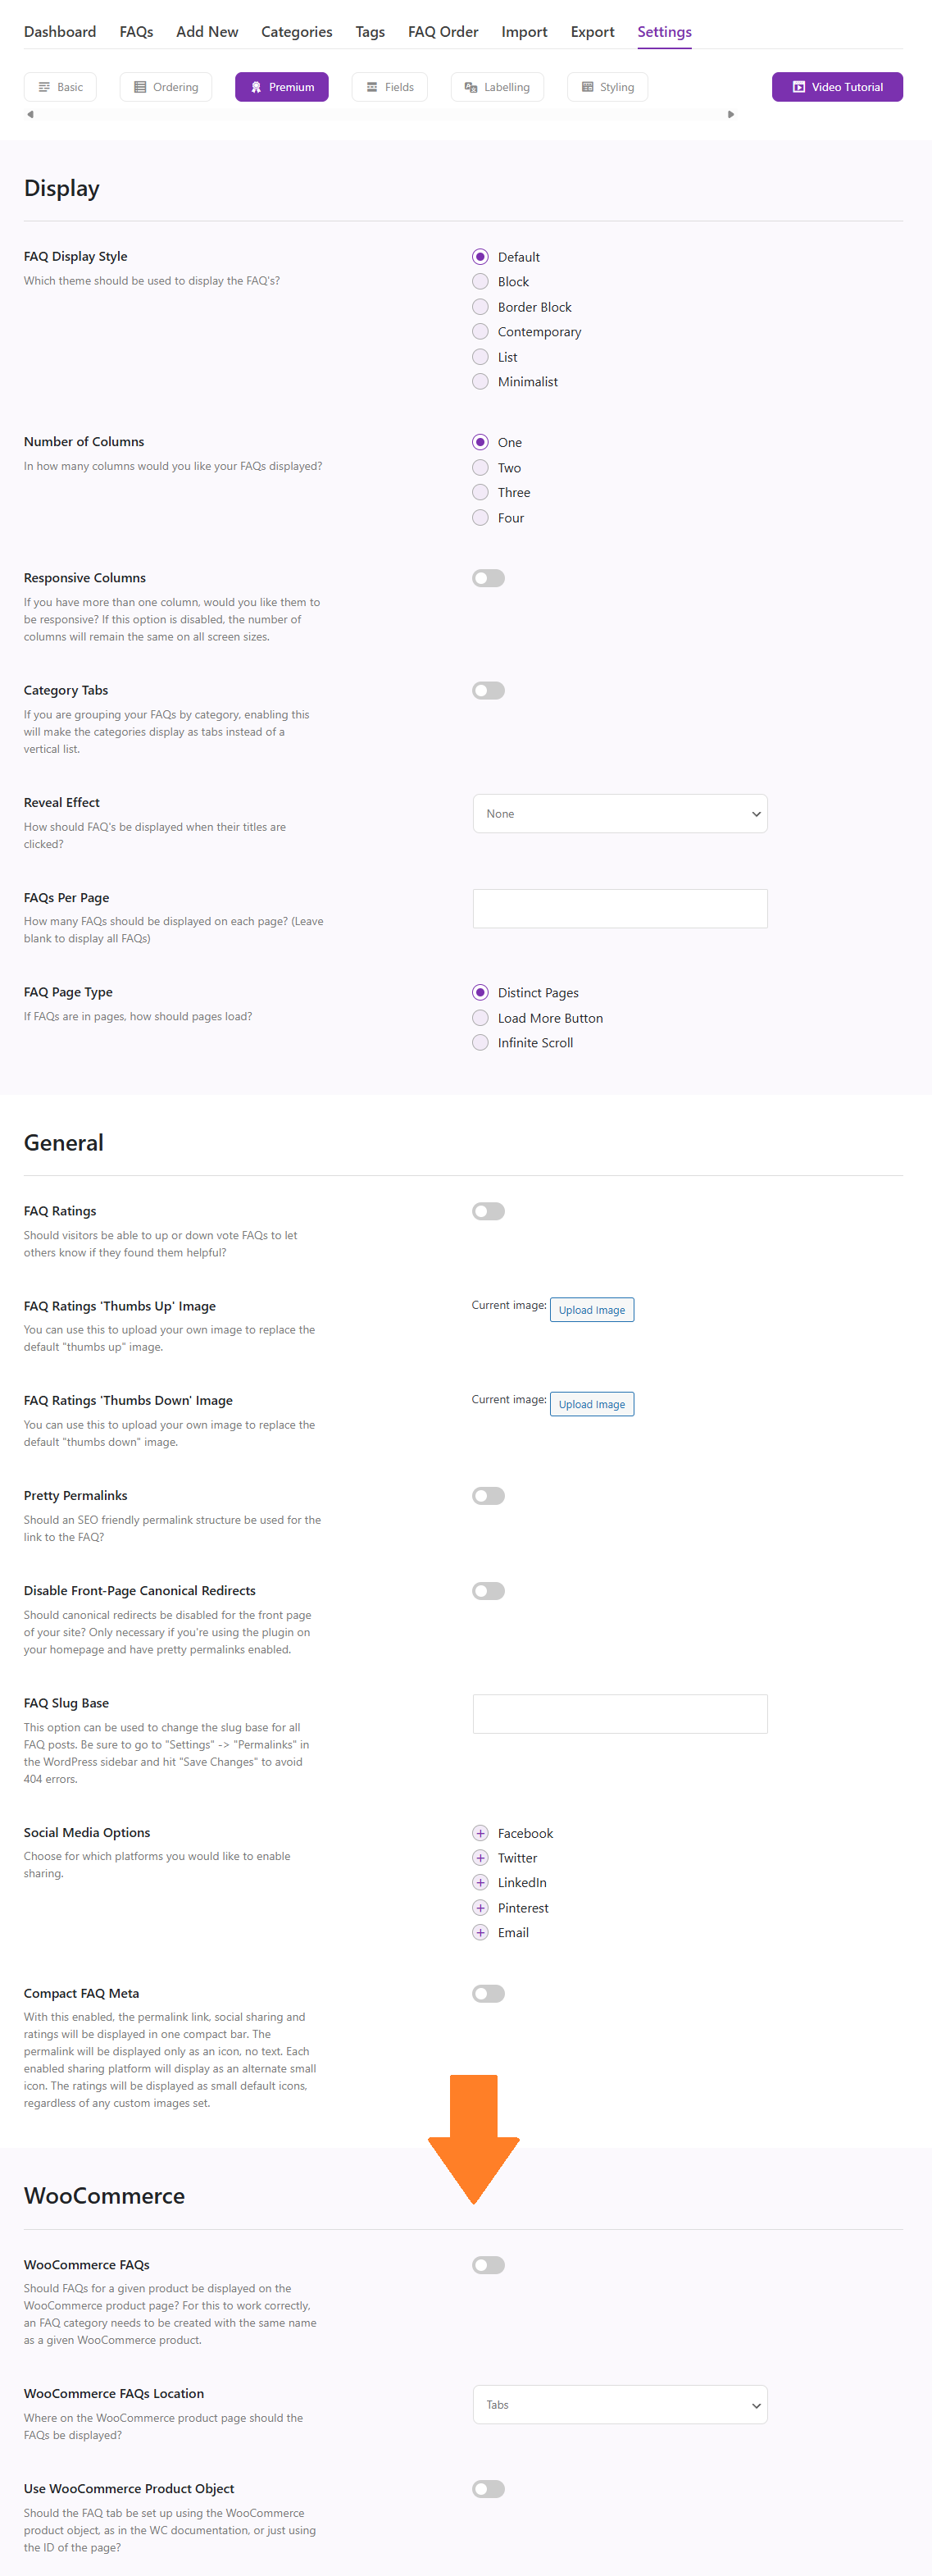 Dashboard FAQs Add New Categories Tags FAQ Order Import Export Settings
Basic Ordering Premium Fields Labelling Styling Video Tutorial
Display
FAQ Display Style
Which theme should be used to display the FAQ's?
Default
Block
Border Block
Contemporary
List
Minimalist
Number of Columns
In how many columns would you like your FAQs displayed?
One
Two
Three
Four
Responsive Columns
If you have more than one column, would you like them to
be responsive? If this option is disabled, the number of
columns will remain the same on all screen sizes.
Category Tabs
If you are grouping your FAQs by category, enabling this
will make the categories display as tabs instead of a
vertical list.
Reveal Effect
How should FAQ's be displayed when their titles are
clicked?
None
FAQs Per Page
How many FAQs should be displayed on each page? (Leave
blank to display all FAQs)
FAQ Page Type
If FAQs are in pages, how should pages load?
Distinct Pages
Load More Button
Infinite Scroll
General
FAQ Ratings
Should visitors be able to up or down vote FAQs to let
others know if they found them helpful?
FAQ Ratings 'Thumbs Up' Image
You can use this to upload your own image to replace the
default "thumbs up" image.
Current image: Upload Image
FAQ Ratings 'Thumbs Down' Image
You can use this to upload your own image to replace the
default "thumbs down" image.
Current image: Upload Image
Pretty Permalinks
Should an SEO friendly permalink structure be used for the
link to the FAQ?
Disable Front-Page Canonical Redirects
Should canonical redirects be disabled for the front page
of your site? Only necessary if you're using the plugin on
your homepage and have pretty permalinks enabled.
FAQ Slug Base
This option can be used to change the slug base for all
FAQ posts. Be sure to go to "Settings" -> "Permalinks" in
the WordPress sidebar and hit "Save Changes" to avoid
404 errors.
Social Media Options
Choose for which platforms you would like to enable
sharing.
Facebook
Twitter
LinkedIn
Pinterest
Email
Compact FAQ Meta
With this enabled, the permalink link, social sharing and
ratings will be displayed in one compact bar. The
permalink will be displayed only as an icon, no text. Each
enabled sharing platform will display as an alternate small
icon. The ratings will be displayed as small default icons,
regardless of any custom images set.
WooCommerce
WooCommerce FAQs
Should FAQs for a given product be displayed on the
WooCommerce product page? For this to work correctly,
an FAQ category needs to be created with the same name
as a given WooCommerce product.
WooCommerce FAQs Location
Where on the WooCommerce product page should the
FAQs be displayed?
Tabs
Use WooCommerce Product Object
Should the FAQ tab be set up using the WooCommerce
product object, as in the WC documentation, or just using
the ID of the page?